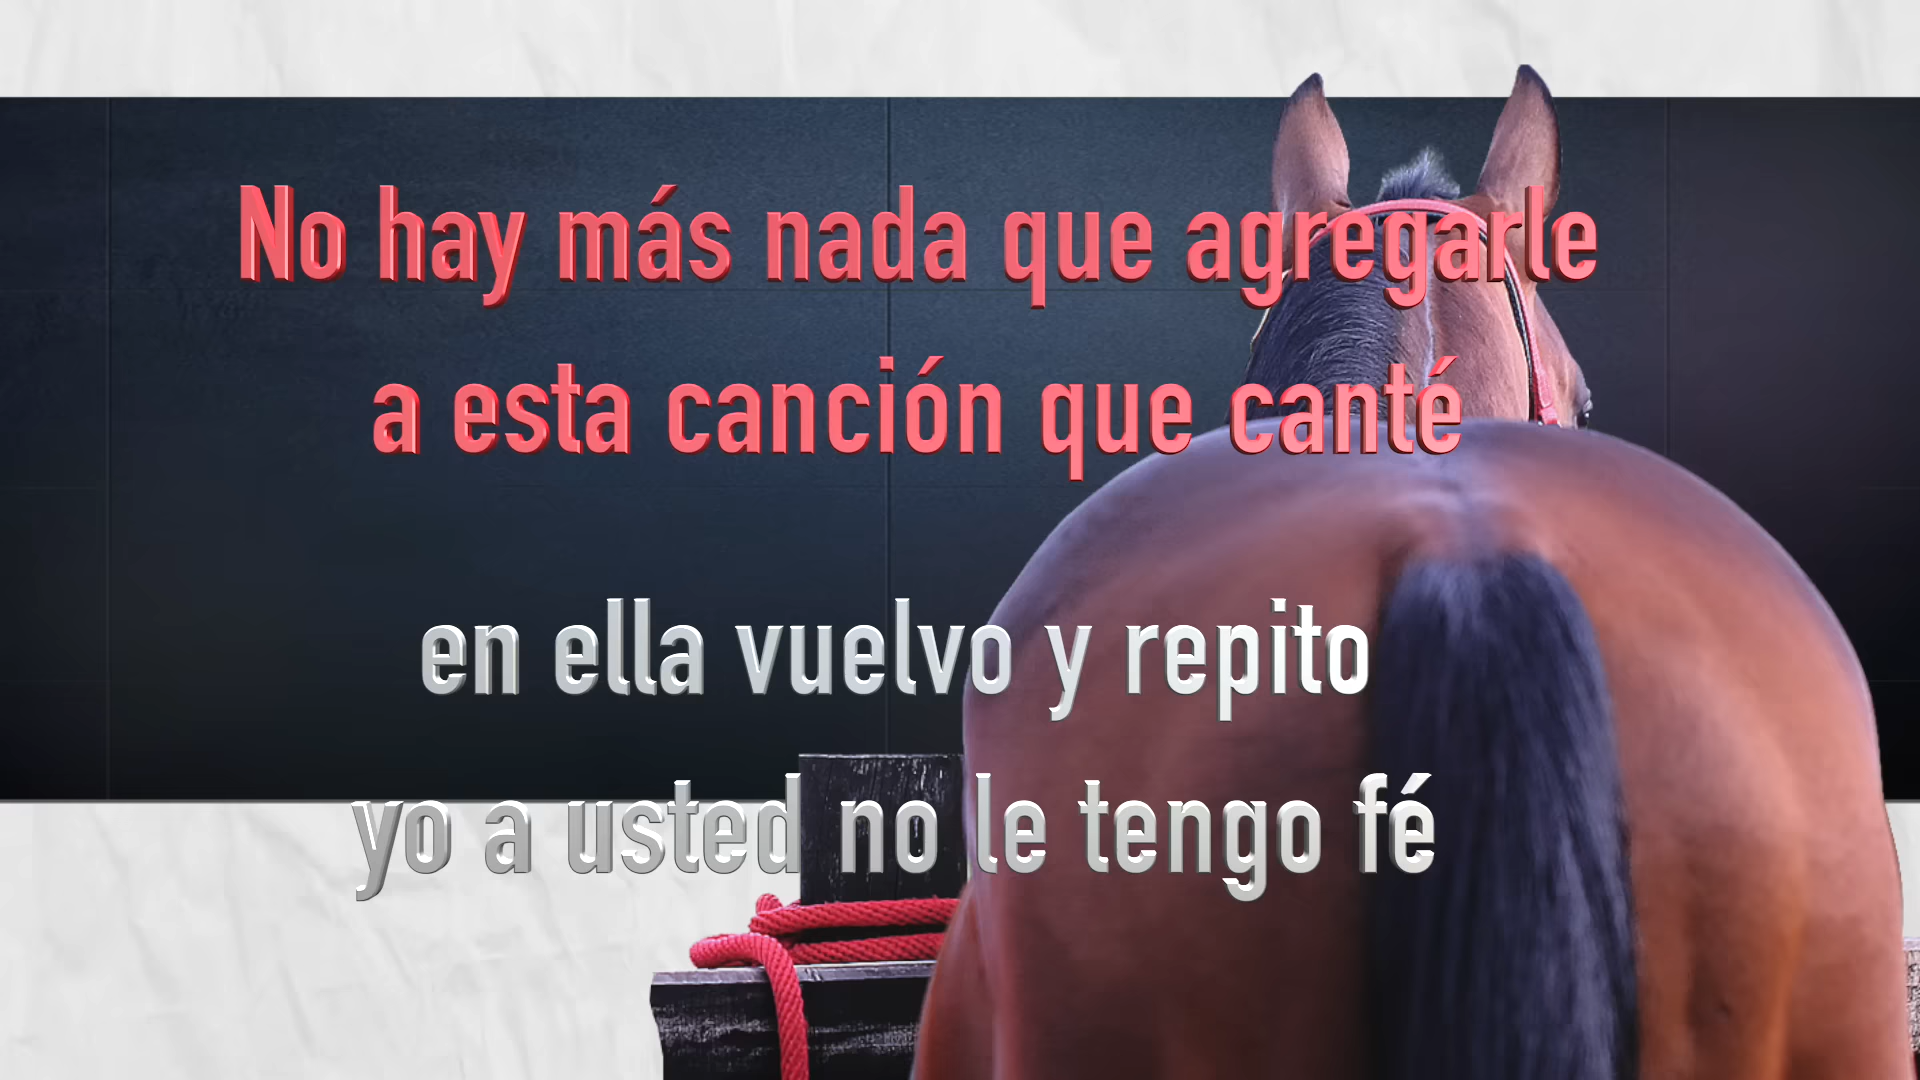 No hay más nada que agregarle
a esta canción que canté
en ella vuelvo y repito
yo a usted no le tengo fé